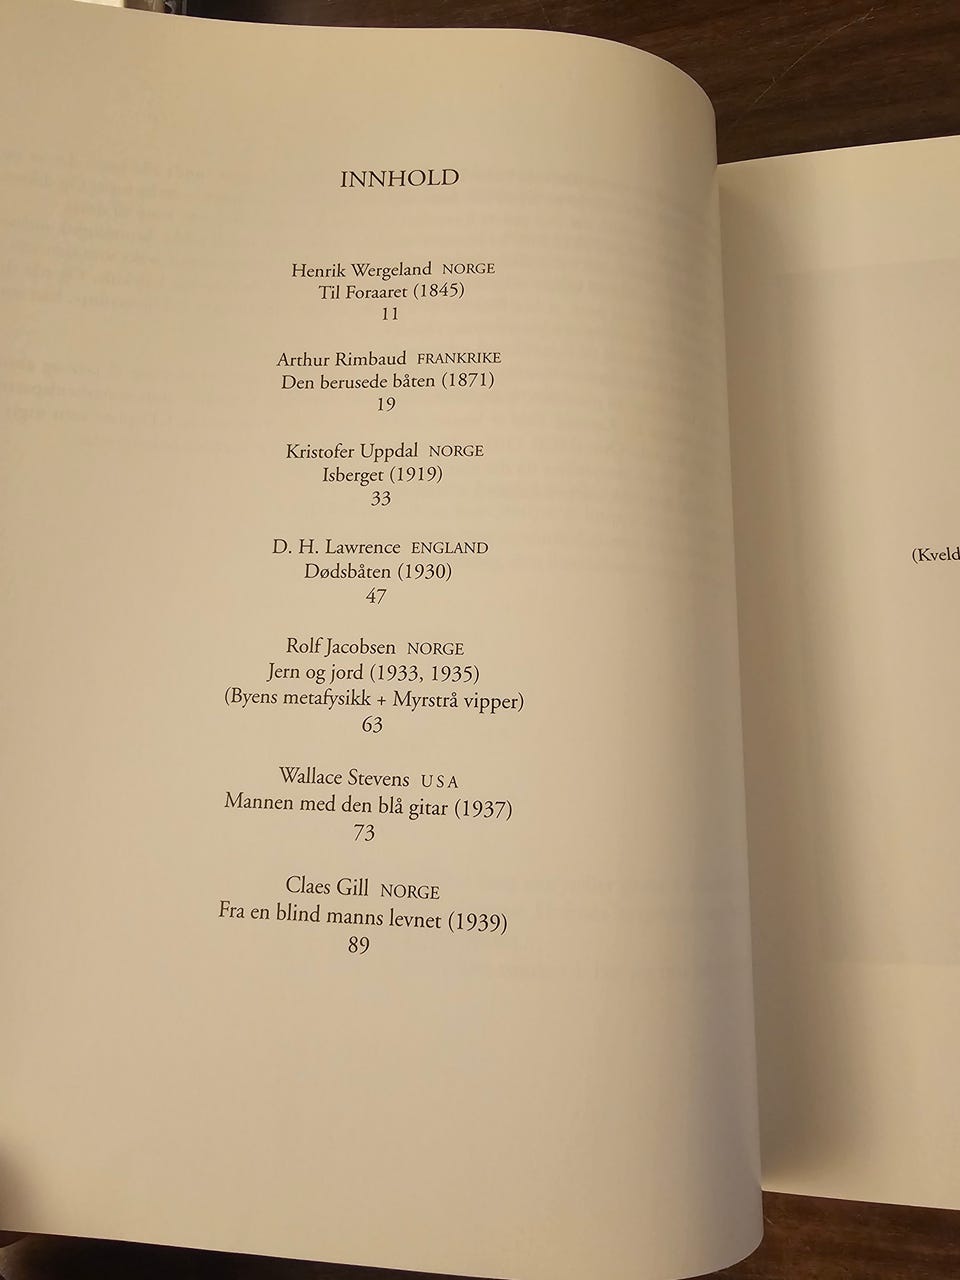 INNHOLD
Henrik Wergeland NORGE
Til Foraaret (1845)
11
Arthur Rimbaud FRANKRIKE
Den berusede båten (1871)
19
Kristofer Uppdal NORGE
Isberget (1919)
33
D. H. Lawrence ENGLAND
Dødsbåten (1930)
47
Rolf Jacobsen NORGE
Jern og jord (1933, 1935)
(Byens metafysikk + Myrstrå vipper)
63
Wallace Stevens USA
Mannen med den blå gitar (1937)
73
Claes Gill NORGE
Fra en blind manns levnet (1939)
89
(Kveld